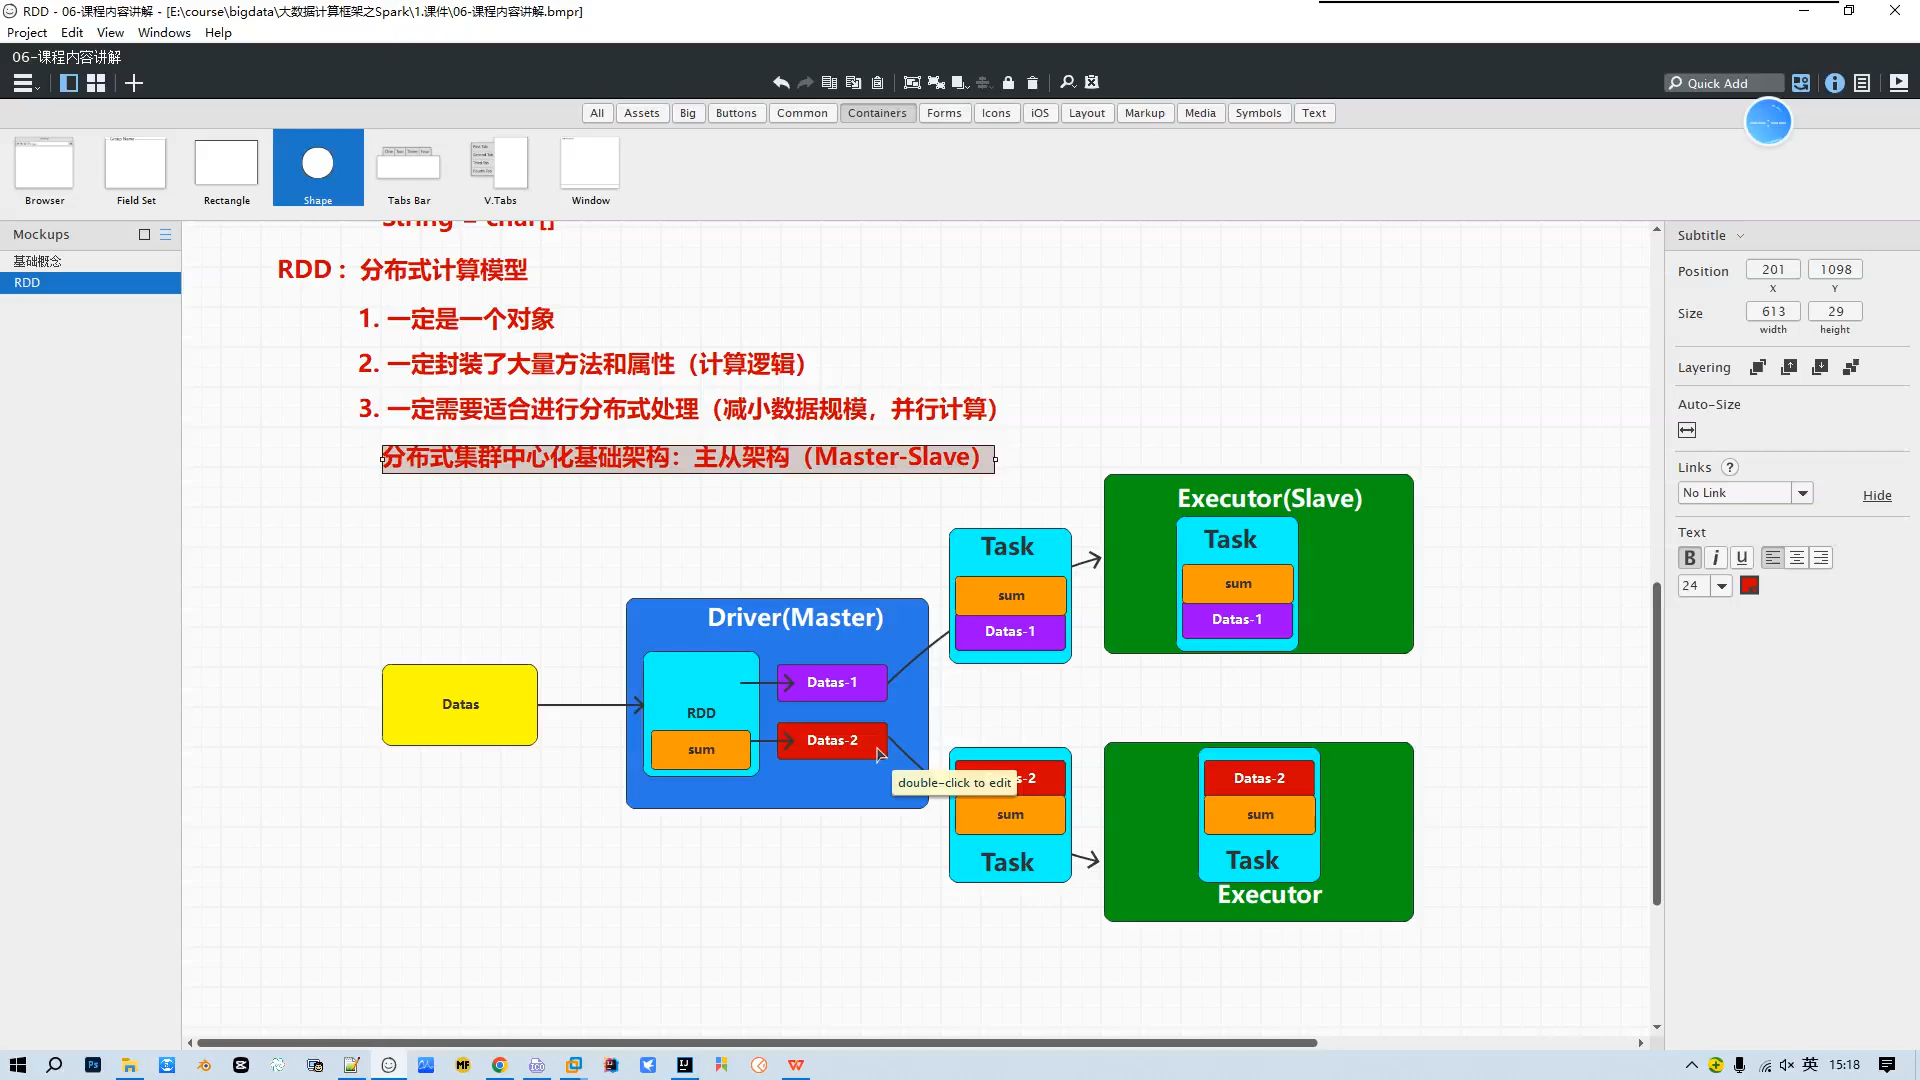 RDD - 06-课程内容讲解 - [E:\course\bigdata\大数据计算框架之Spark\1.课件\06-课程内容讲解.bmpr]
Project Edit View Windows Help
06-课程内容讲解
Quick Add
All Assets Big Buttons Common Containers Forms Icons iOS Layout Markup Media Symbols Text
Browser Field Set Rectangle Shape Tabs Bar V.Tabs Window
Mockups
基础概念
RDD
String = char[]
RDD：分布式计算模型
1. 一定是一个对象
2. 一定封装了大量方法和属性（计算逻辑）
3. 一定需要适合进行分布式处理（减小数据规模，并行计算）
分布式集群中心化基础架构：主从架构（Master-Slave）
Datas
Driver(Master)
RDD
sum
Datas-1
Datas-2
double-click to edit
Task
sum
Datas-1
s-2
sum
Task
Executor(Slave)
Task
sum
Datas-1
Datas-2
sum
Task
Executor
Subtitle
Position 201 1098
X Y
Size 613 29
width height
Layering
Auto-Size
Links ?
No Link Hide
Text
B i U
24
英 15:18